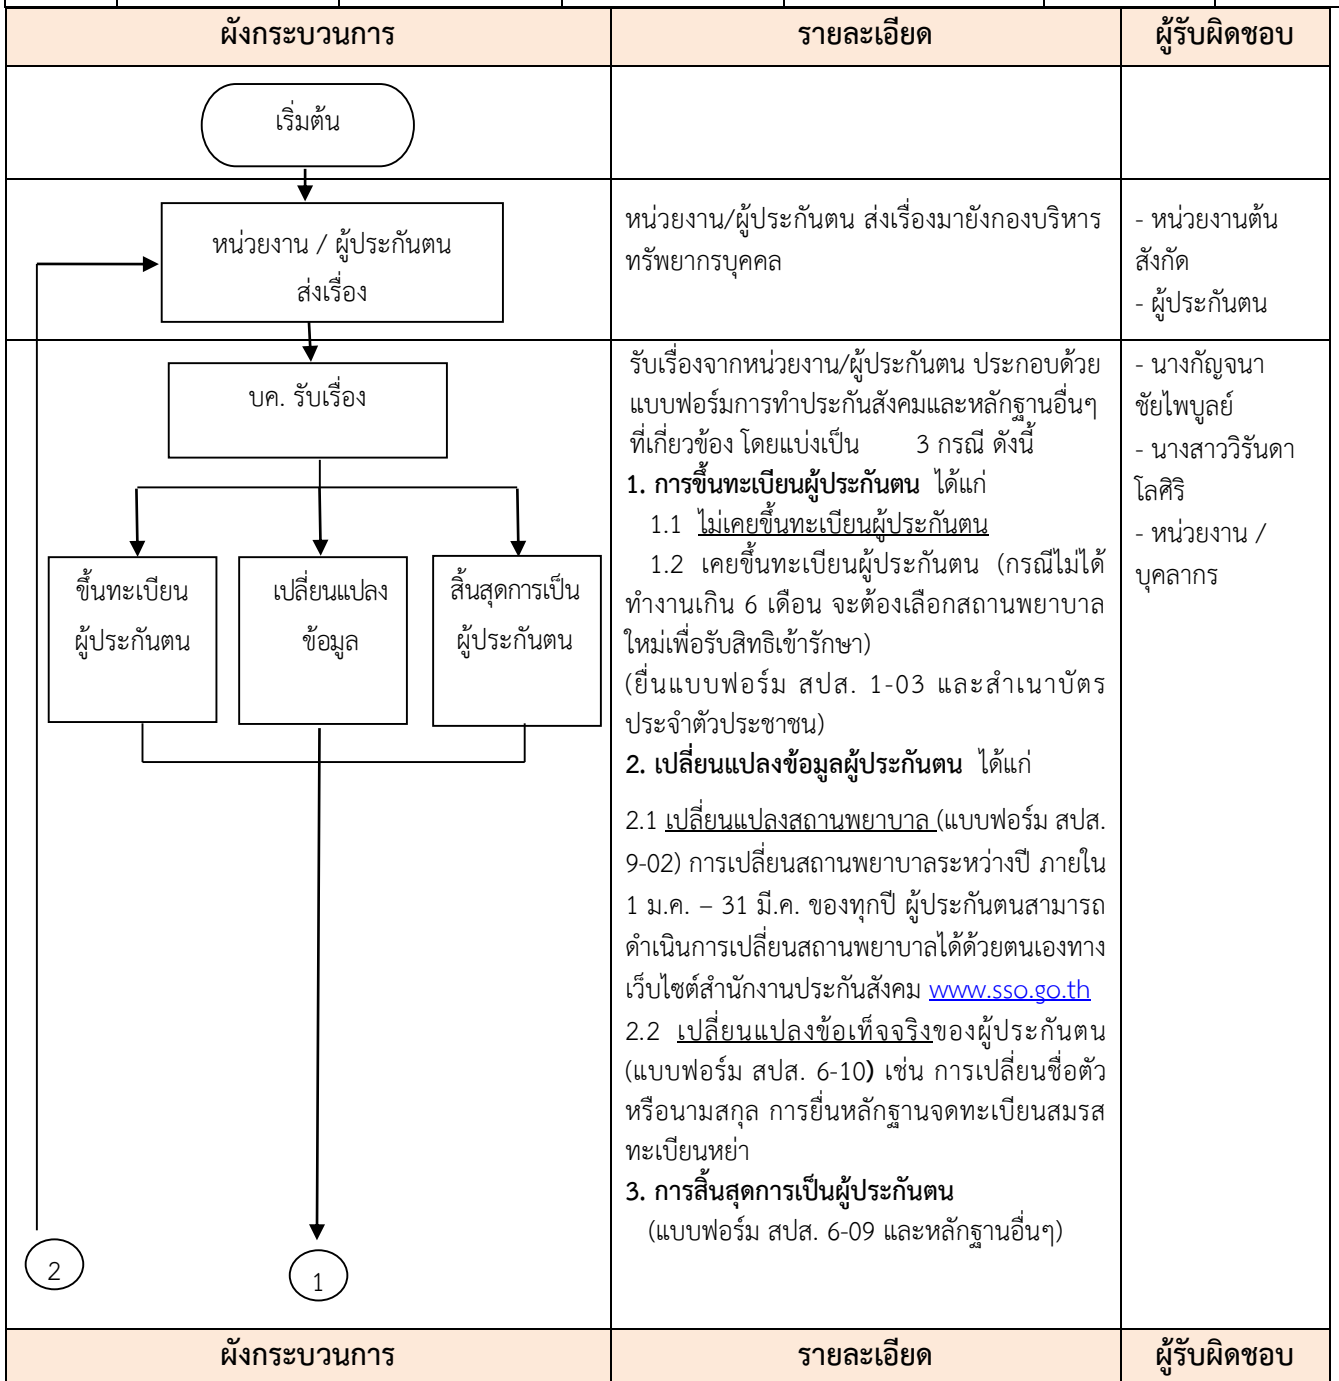 ผังกระบวนการ
รายละเอียด
ผู้รับผิดชอบ
เริ่มต้น
หน่วยงาน / ผู้ประกันตน
ส่งเรื่อง
หน่วยงาน/ผู้ประกันตน ส่งเรื่องมายังกองบริหาร
ทรัพยากรบุคคล
- หน่วยงานต้น
สังกัด
- ผู้ประกันตน
บค. รับเรื่อง
ขึ้นทะเบียน
ผู้ประกันตน
เปลี่ยนแปลง
ข้อมูล
สิ้นสุดการเป็น
ผู้ประกันตน
2
1
รับเรื่องจากหน่วยงาน/ผู้ประกันตน ประกอบด้วย
แบบฟอร์มการทำประกันสังคมและหลักฐานอื่นๆ
ที่เกี่ยวข้อง โดยแบ่งเป็น 3 กรณี ดังนี้
1. การขึ้นทะเบียนผู้ประกันตน ได้แก่
1.1 ไม่เคยขึ้นทะเบียนผู้ประกันตน
1.2 เคยขึ้นทะเบียนผู้ประกันตน (กรณีไม่ได้
ทำงานเกิน 6 เดือน จะต้องเลือกสถานพยาบาล
ใหม่เพื่อรับสิทธิเข้ารักษา)
(ยื่นแบบฟอร์ม สปส. 1-03 และสำเนาบัตร
ประจำตัวประชาชน)
2. เปลี่ยนแปลงข้อมูลผู้ประกันตน ได้แก่
2.1 เปลี่ยนแปลงสถานพยาบาล (แบบฟอร์ม สปส.
9-02) การเปลี่ยนสถานพยาบาลระหว่างปี ภายใน
1 ม.ค. – 31 มี.ค. ของทุกปี ผู้ประกันตนสามารถ
ดำเนินการเปลี่ยนสถานพยาบาลได้ด้วยตนเองทาง
เว็บไซต์สำนักงานประกันสังคม www.sso.go.th
2.2 เปลี่ยนแปลงข้อเท็จจริงของผู้ประกันตน
(แบบฟอร์ม สปส. 6-10) เช่น การเปลี่ยนชื่อตัว
หรือนามสกุล การยื่นหลักฐานจดทะเบียนสมรส
ทะเบียนหย่า
3. การสิ้นสุดการเป็นผู้ประกันตน
(แบบฟอร์ม สปส. 6-09 และหลักฐานอื่นๆ)
- นางกัญจนา
ชัยไพบูลย์
- นางสาววิรันดา
โลศิริ
- หน่วยงาน /
บุคลากร
ผังกระบวนการ
รายละเอียด
ผู้รับผิดชอบ